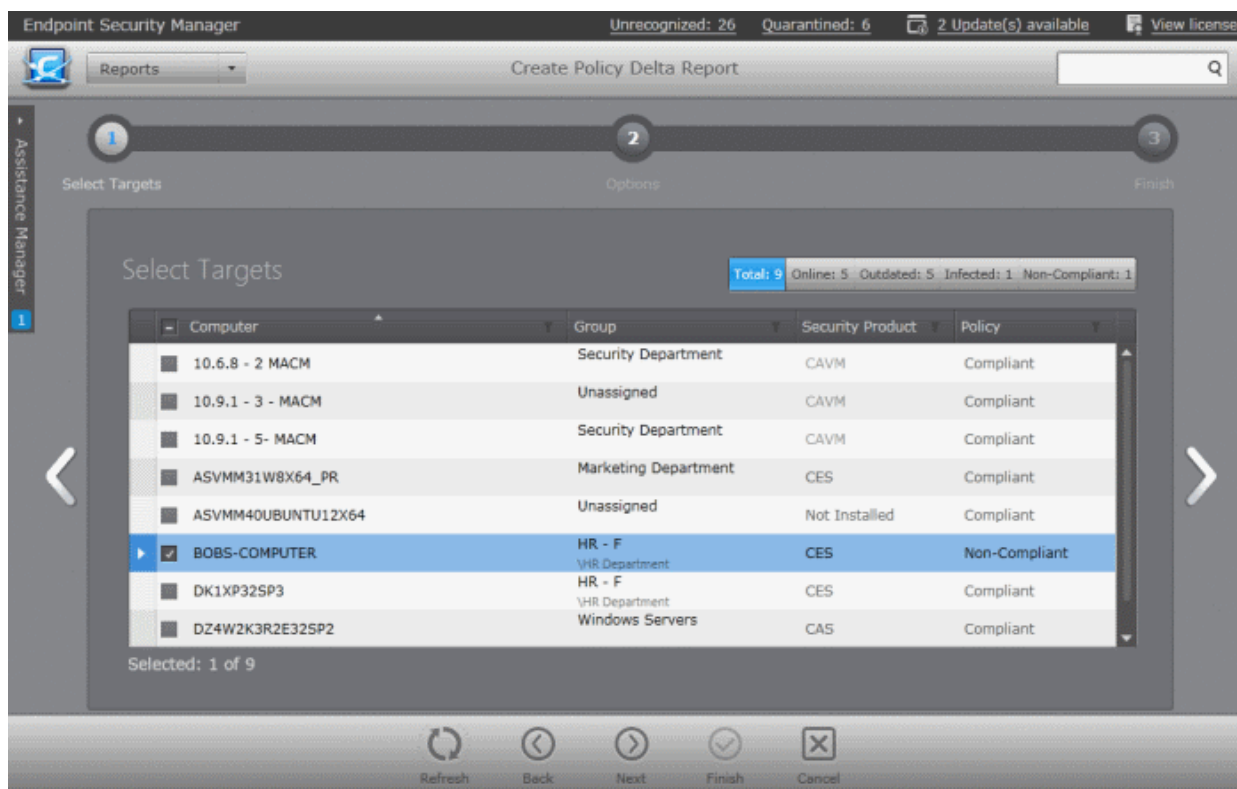 Endpoint Security Manager Unrecognized: 26 Quarantined: 6 2 Update(s) available View license
Reports Create Policy Delta Report
Assistance Manager
1
1 2 3
Select Targets Options Finish
Select Targets
Total: 9 Online: 5 Outdated: 5 Infected: 1 Non-Compliant: 1
Computer Group Security Product Policy
10.6.8 - 2 MACM Security Department CAVM Compliant
10.9.1 - 3 - MACM Unassigned CAVM Compliant
10.9.1 - 5- MACM Security Department CAVM Compliant
ASVMM31W8X64_PR Marketing Department CES Compliant
ASVMM40UBUNTU12X64 Unassigned Not Installed Compliant
BOBS-COMPUTER HR - F CES Non-Compliant
\HR Department
DK1XP32SP3 HR - F CES Compliant
\HR Department
DZ4W2K3R2E32SP2 Windows Servers CAS Compliant
Selected: 1 of 9
Refresh Back Next Finish Cancel